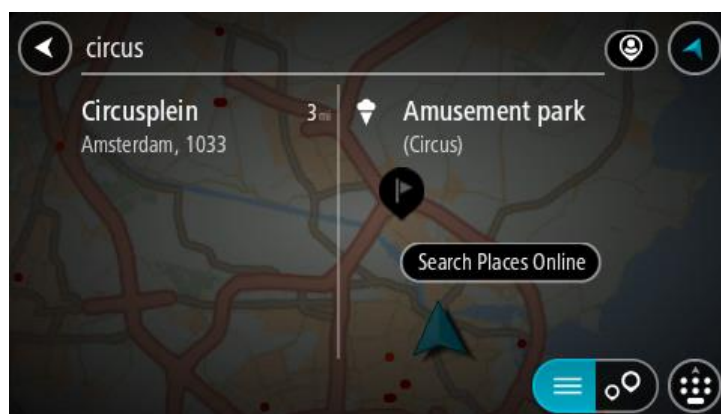 circus
Circusplein 3 mi
Amsterdam, 1033
Amusement park
(Circus)
Search Places Online